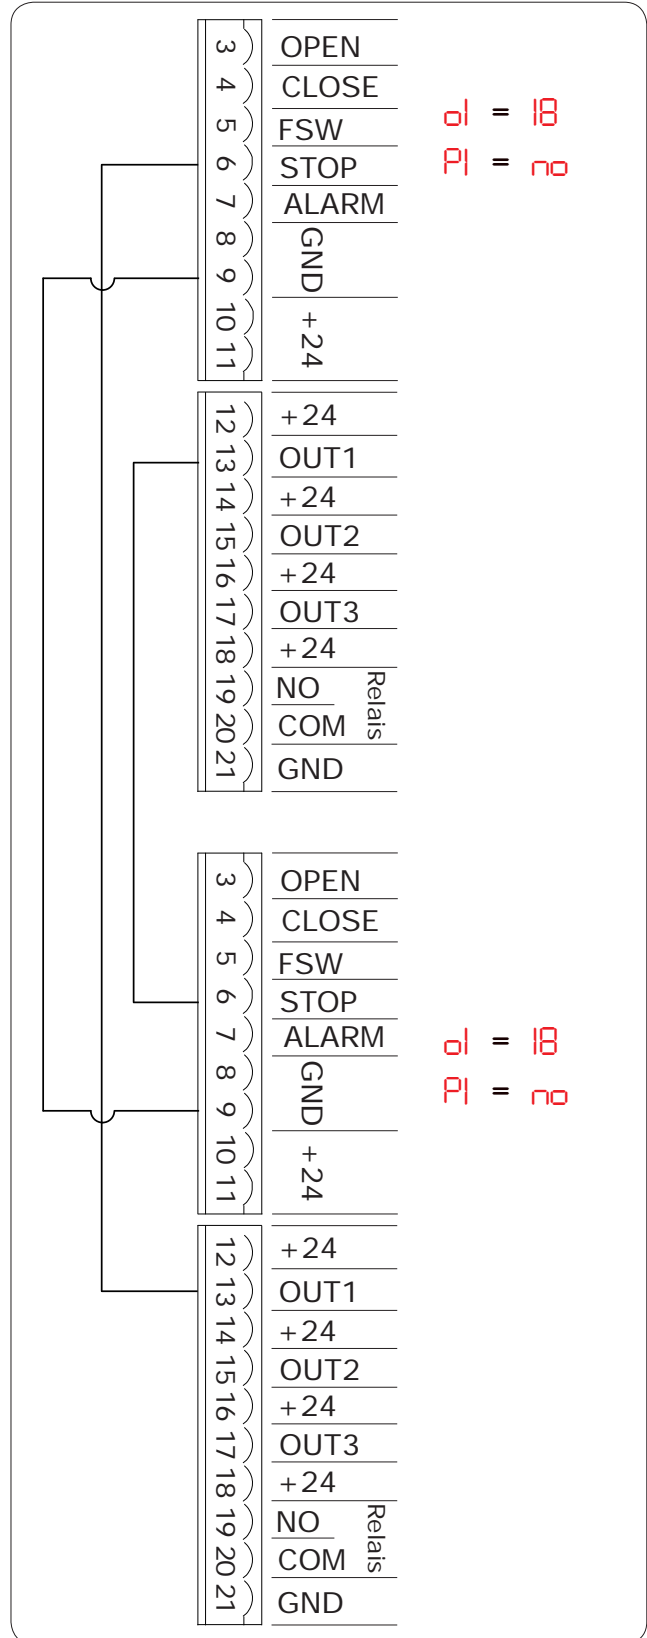 3 OPEN
4 CLOSE
o1 = 18
5 FSW
6 STOP
P1 = no
7 ALARM
8 GND
9
10 +24
11
12 +24
13 OUT1
14 +24
15 OUT2
16 +24
17 OUT3
18 +24
19 NO Relais
20 COM
21 GND
3 OPEN
4 CLOSE
5 FSW
6 STOP
7 ALARM
o1 = 18
8 GND
P1 = no
9
10 +24
11
12 +24
13 OUT1
14 +24
15 OUT2
16 +24
17 OUT3
18 +24
19 NO Relais
20 COM
21 GND